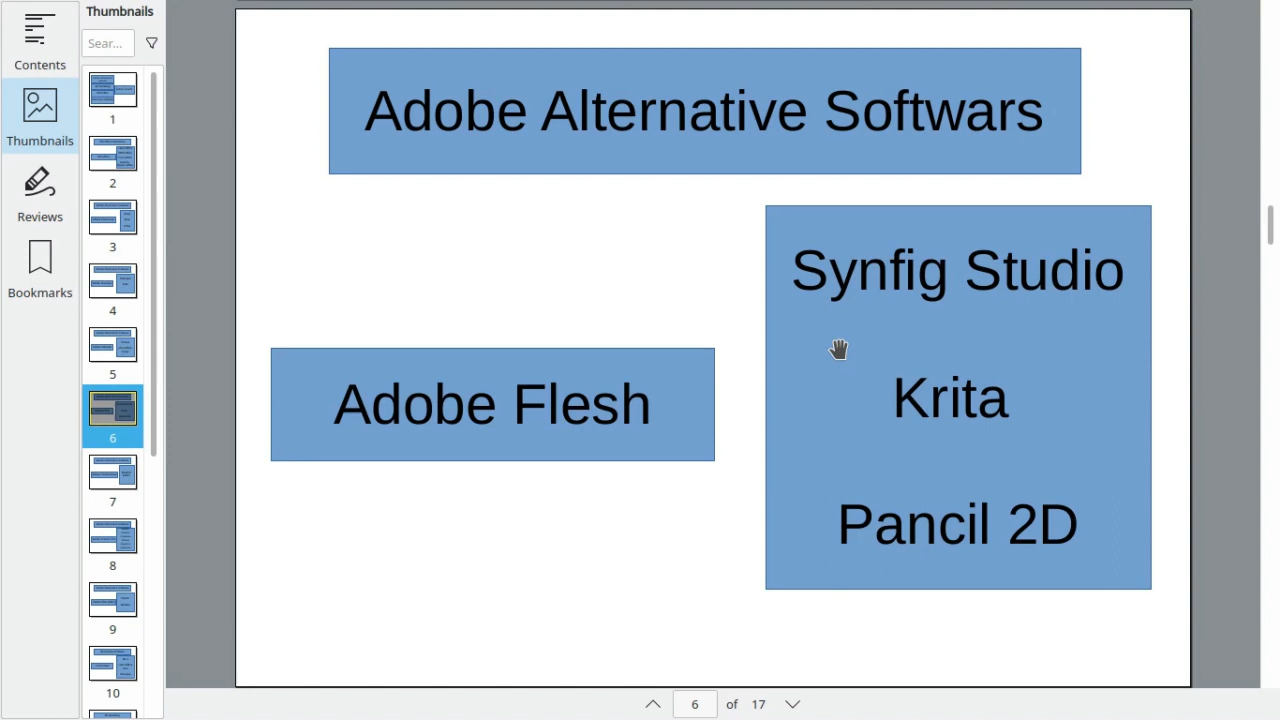 Thumbnails
Sear...
Contents
Thumbnails
Reviews
Bookmarks
1
2
3
4
5
6
7
8
9
10
Adobe Alternative Softwars
Adobe Flesh
Synfig Studio
Krita
Pancil 2D
6 of 17